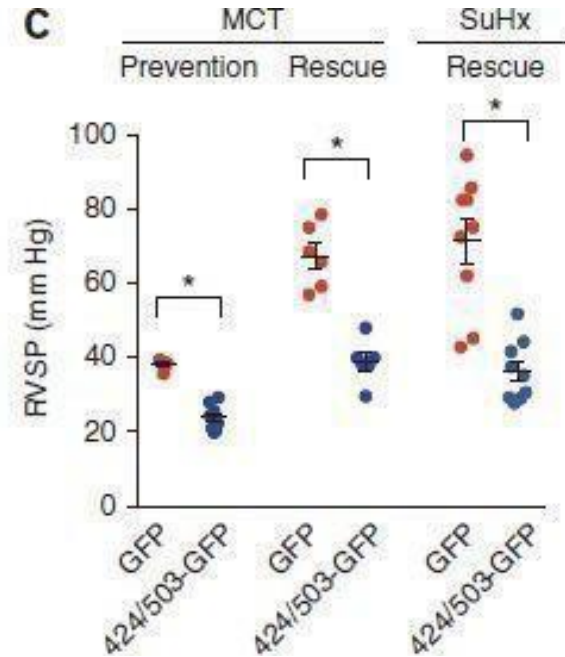 C
MCT SuHx
Prevention Rescue Rescue
*
*
*
100
80
60
40
20
0
RVSP (mm Hg)
GFP
424/503-GFP
GFP
424/503-GFP
GFP
424/503-GFP